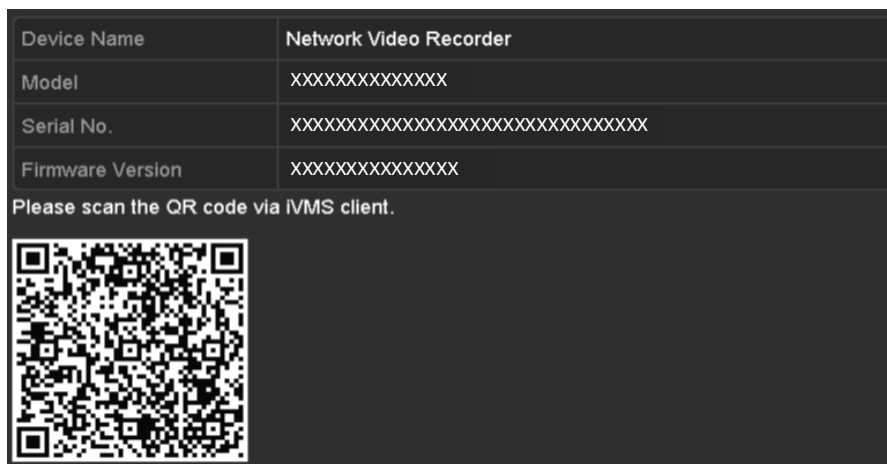 Device Name Network Video Recorder
Model XXXXXXXXXXXXXX
Serial No. XXXXXXXXXXXXXXXXXXXXXXXXXXXXXXXX
Firmware Version XXXXXXXXXXXXXXX
Please scan the QR code via iVMS client.